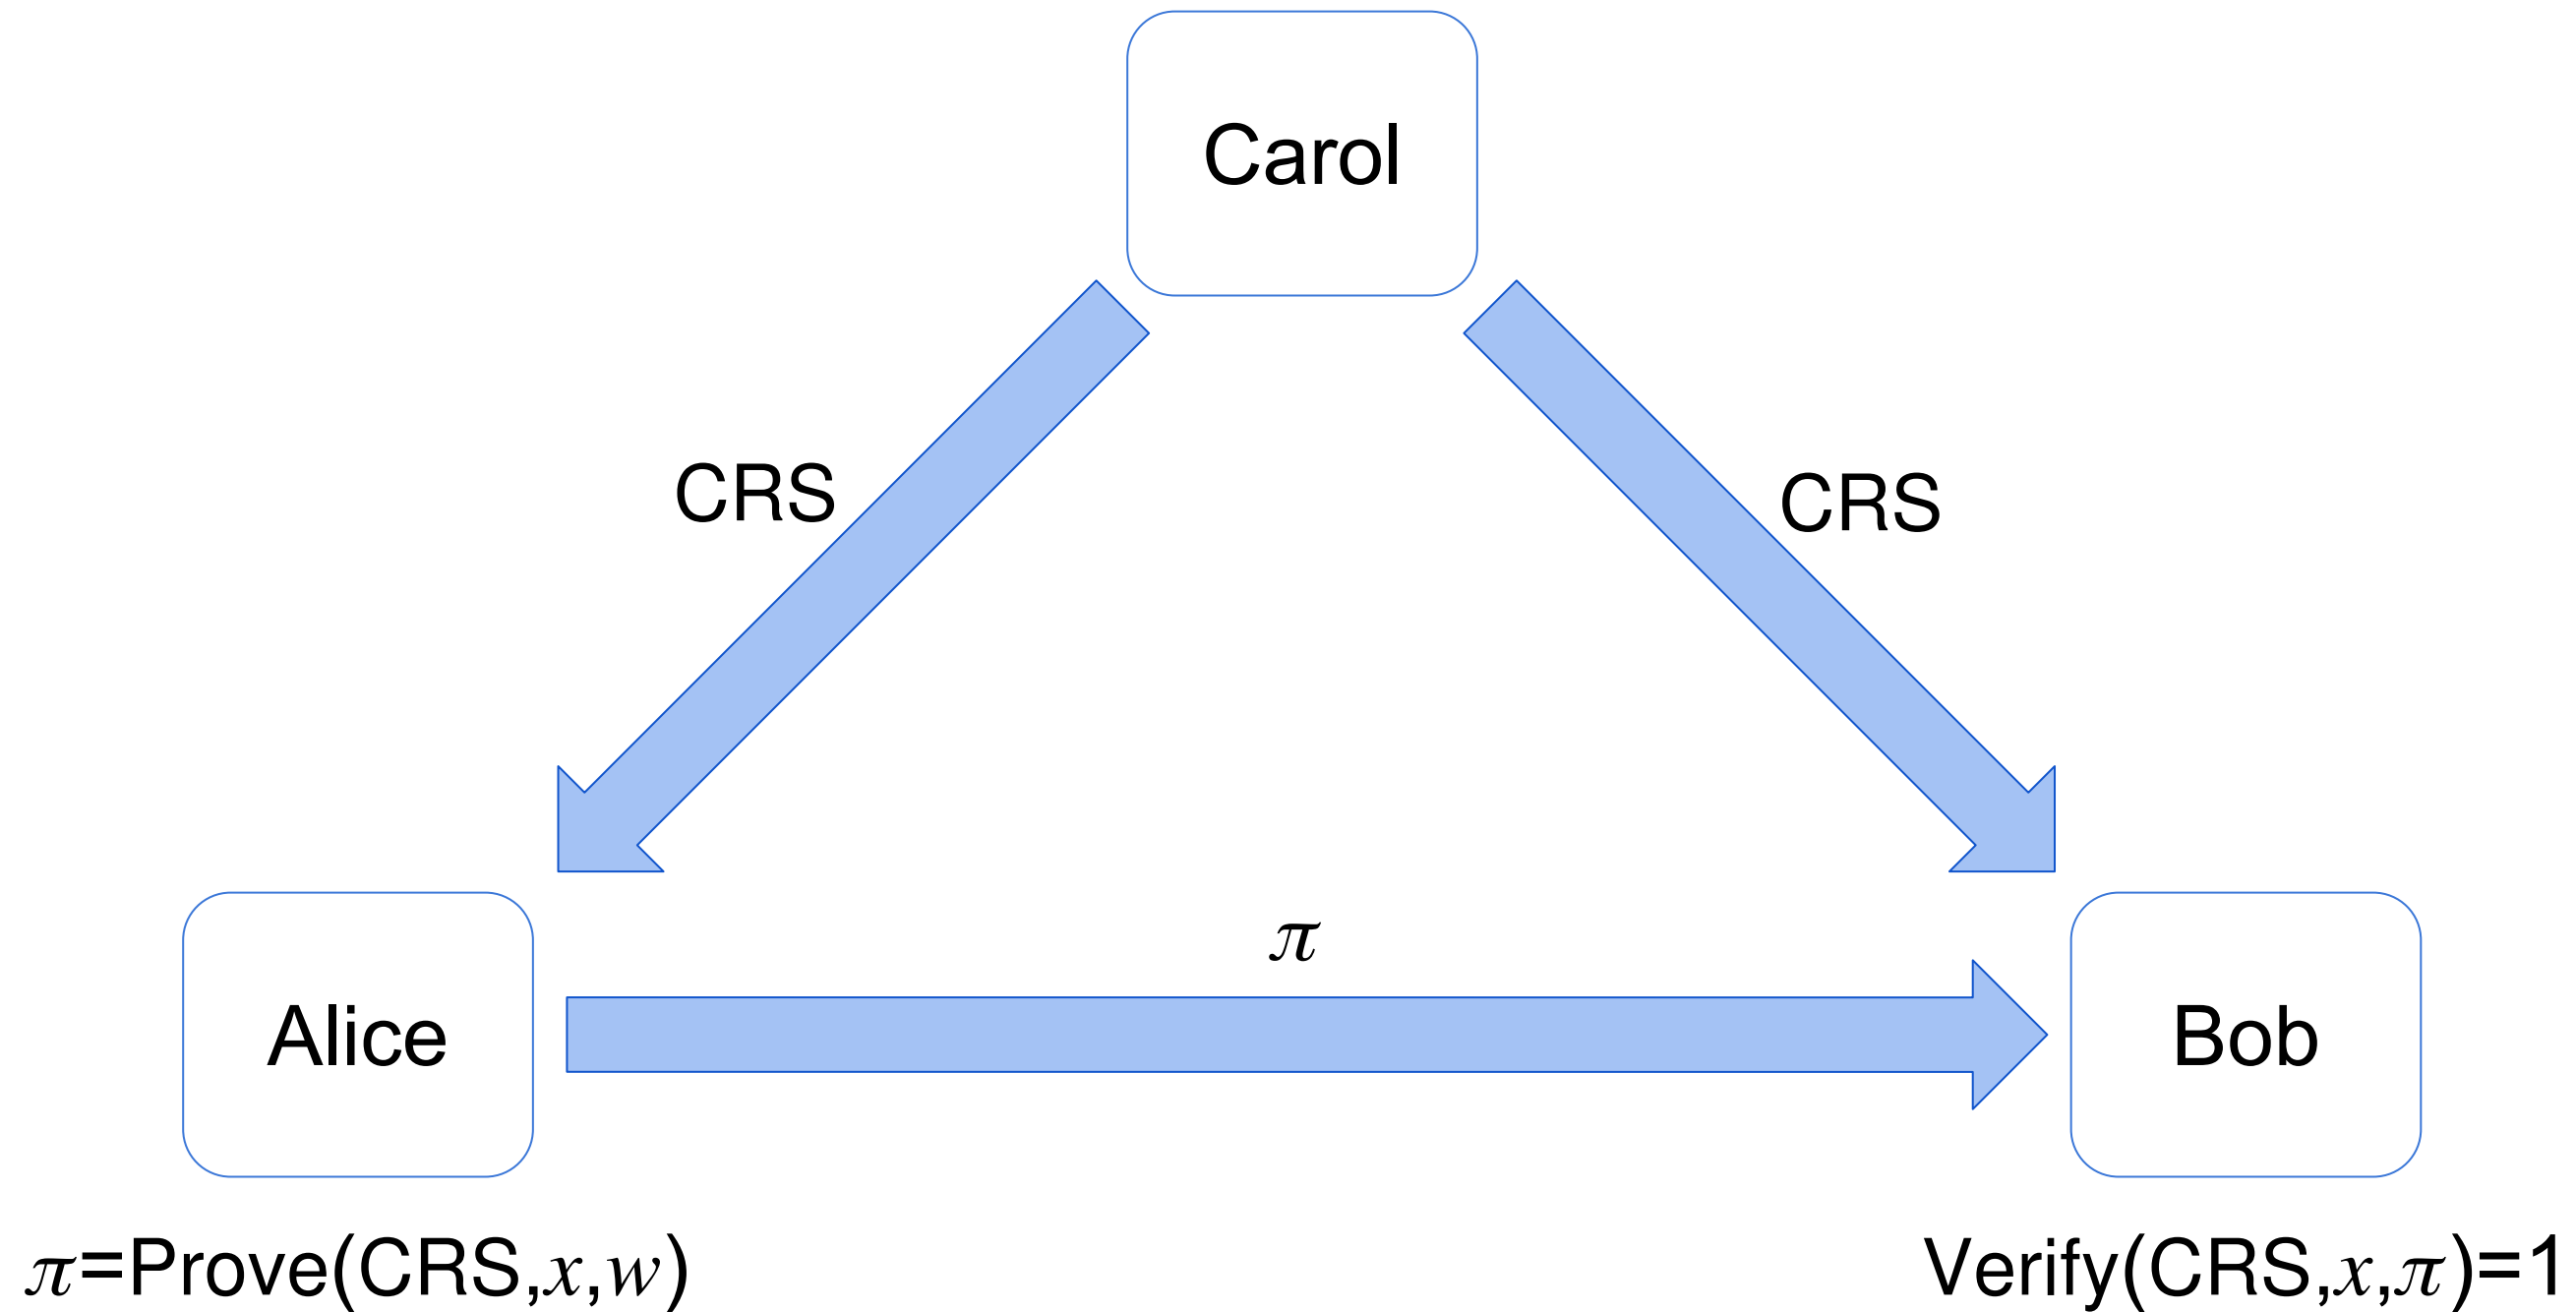 Carol
CRS
CRS
π
Alice
Bob
π=Prove(CRS,x,w)
Verify(CRS,x,π)=1